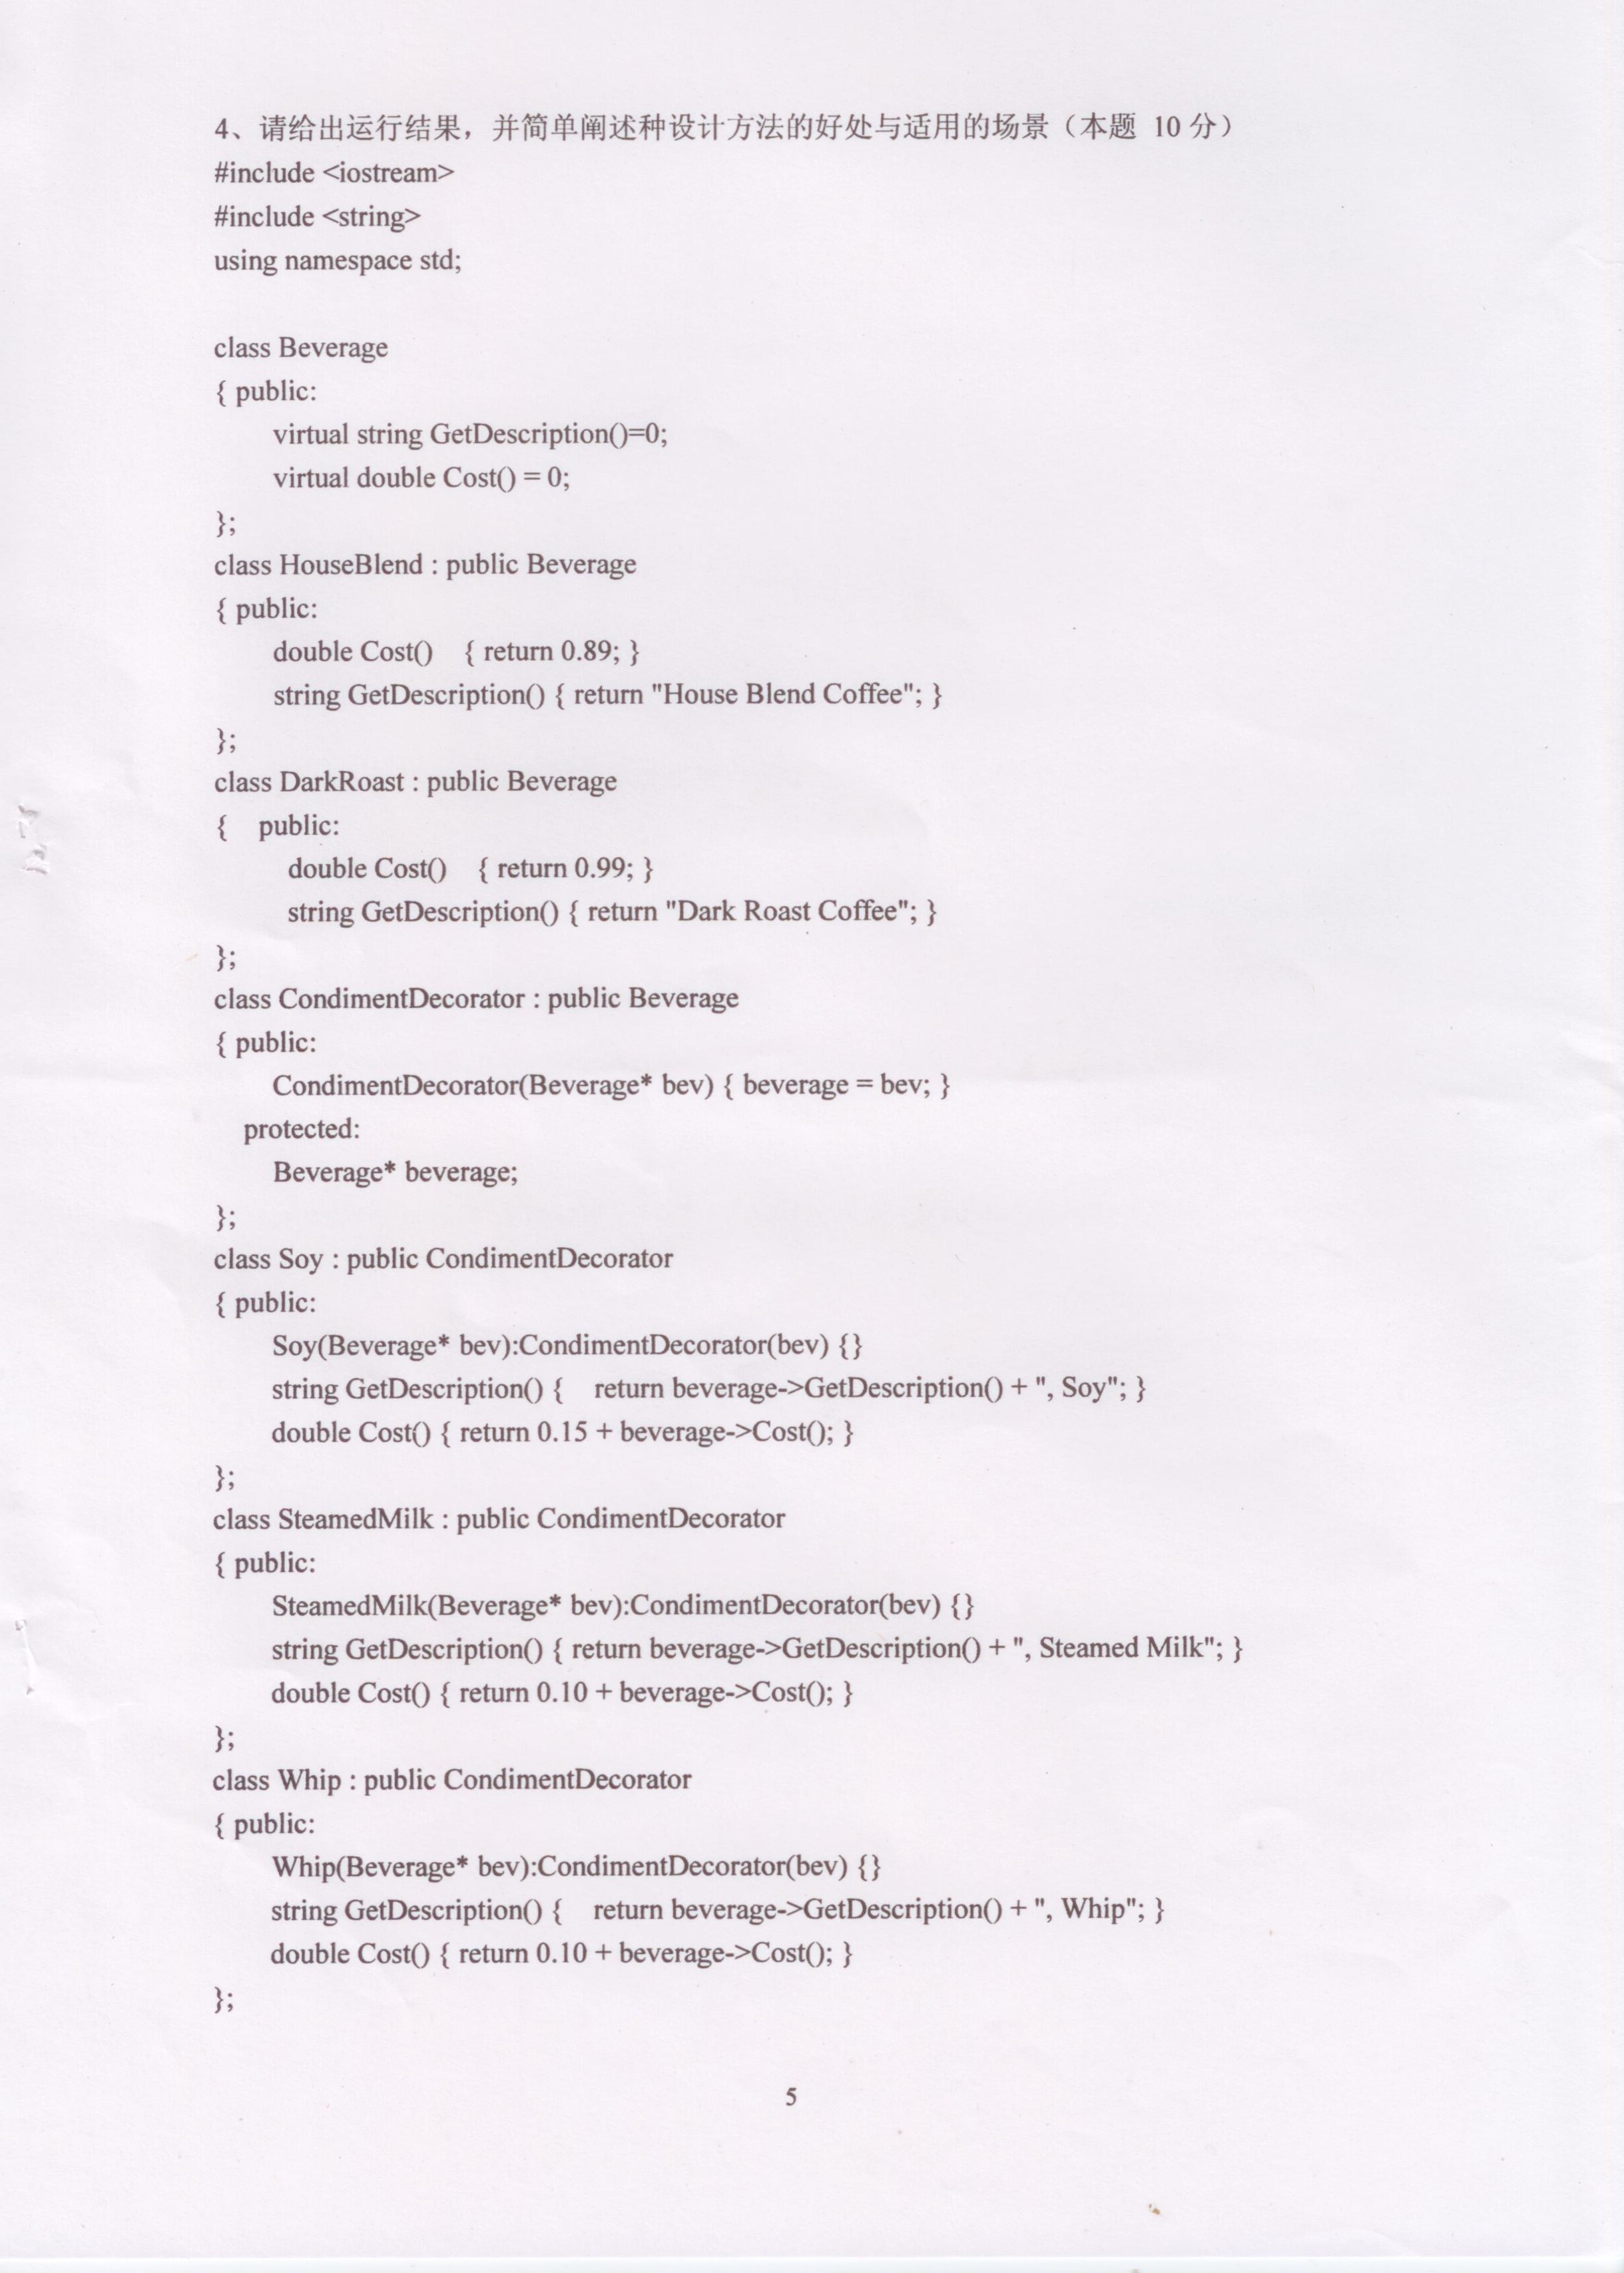 4、请给出运行结果，并简单阐述种设计方法的好处与适用的场景（本题 10 分）
#include <iostream>
#include <string>
using namespace std;
class Beverage
{ public:
virtual string GetDescription()=0;
virtual double Cost() = 0;
};
class HouseBlend : public Beverage
{ public:
double Cost() { return 0.89; }
string GetDescription() { return "House Blend Coffee"; }
};
class DarkRoast : public Beverage
{ public:
double Cost() { return 0.99; }
string GetDescription() { return "Dark Roast Coffee"; }
};
class CondimentDecorator : public Beverage
{ public:
CondimentDecorator(Beverage* bev) { beverage = bev; }
protected:
Beverage* beverage;
};
class Soy : public CondimentDecorator
{ public:
Soy(Beverage* bev):CondimentDecorator(bev) {}
string GetDescription() { return beverage->GetDescription() + ", Soy"; }
double Cost() { return 0.15 + beverage->Cost(); }
};
class SteamedMilk : public CondimentDecorator
{ public:
SteamedMilk(Beverage* bev):CondimentDecorator(bev) {}
string GetDescription() { return beverage->GetDescription() + ", Steamed Milk"; }
double Cost() { return 0.10 + beverage->Cost(); }
};
class Whip : public CondimentDecorator
{ public:
Whip(Beverage* bev):CondimentDecorator(bev) {}
string GetDescription() { return beverage->GetDescription() + ", Whip"; }
double Cost() { return 0.10 + beverage->Cost(); }
};
5